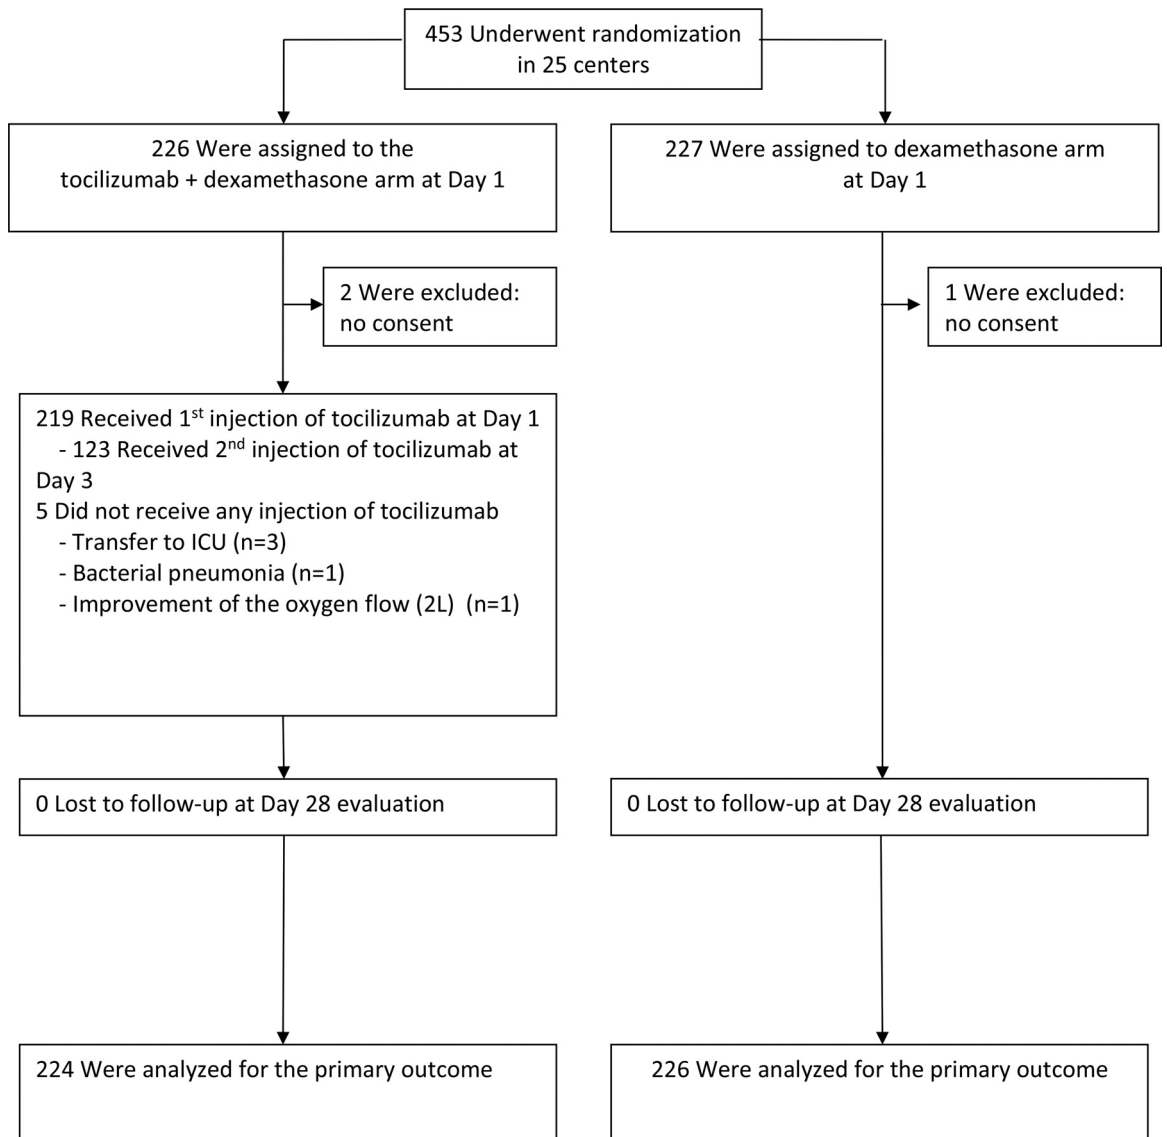 453 Underwent randomization
in 25 centers
226 Were assigned to the
tocilizumab + dexamethasone arm at Day 1
227 Were assigned to dexamethasone arm
at Day 1
2 Were excluded:
no consent
1 Were excluded:
no consent
219 Received 1st injection of tocilizumab at Day 1
- 123 Received 2nd injection of tocilizumab at
Day 3
5 Did not receive any injection of tocilizumab
- Transfer to ICU (n=3)
- Bacterial pneumonia (n=1)
- Improvement of the oxygen flow (2L) (n=1)
0 Lost to follow-up at Day 28 evaluation
0 Lost to follow-up at Day 28 evaluation
224 Were analyzed for the primary outcome
226 Were analyzed for the primary outcome